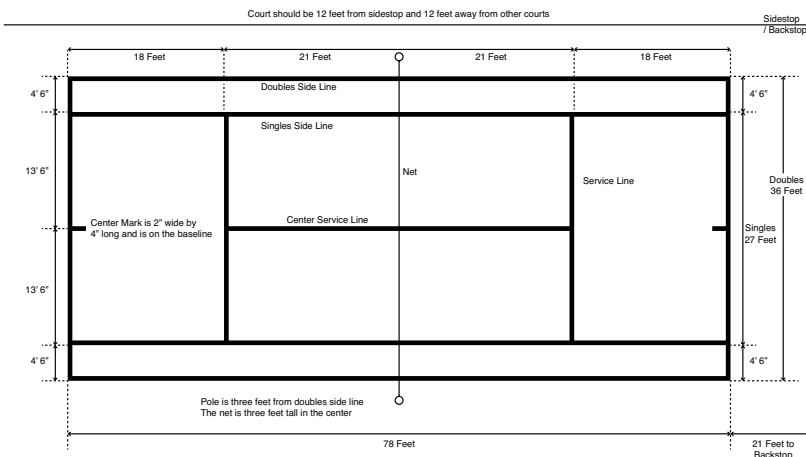 Court should be 12 feet from sidestop and 12 feet away from other courts
Sidestop
/ Backstop
18 Feet
21 Feet
21 Feet
18 Feet
4' 6"
Doubles Side Line
4' 6"
Singles Side Line
13' 6"
Net
Service Line
Doubles
36 Feet
Center Service Line
Center Mark is 2" wide by
4" long and is on the baseline
Singles
27 Feet
13' 6"
4' 6"
4' 6"
Pole is three feet from doubles side line
The net is three feet tall in the center
78 Feet
21 Feet to
Backstop